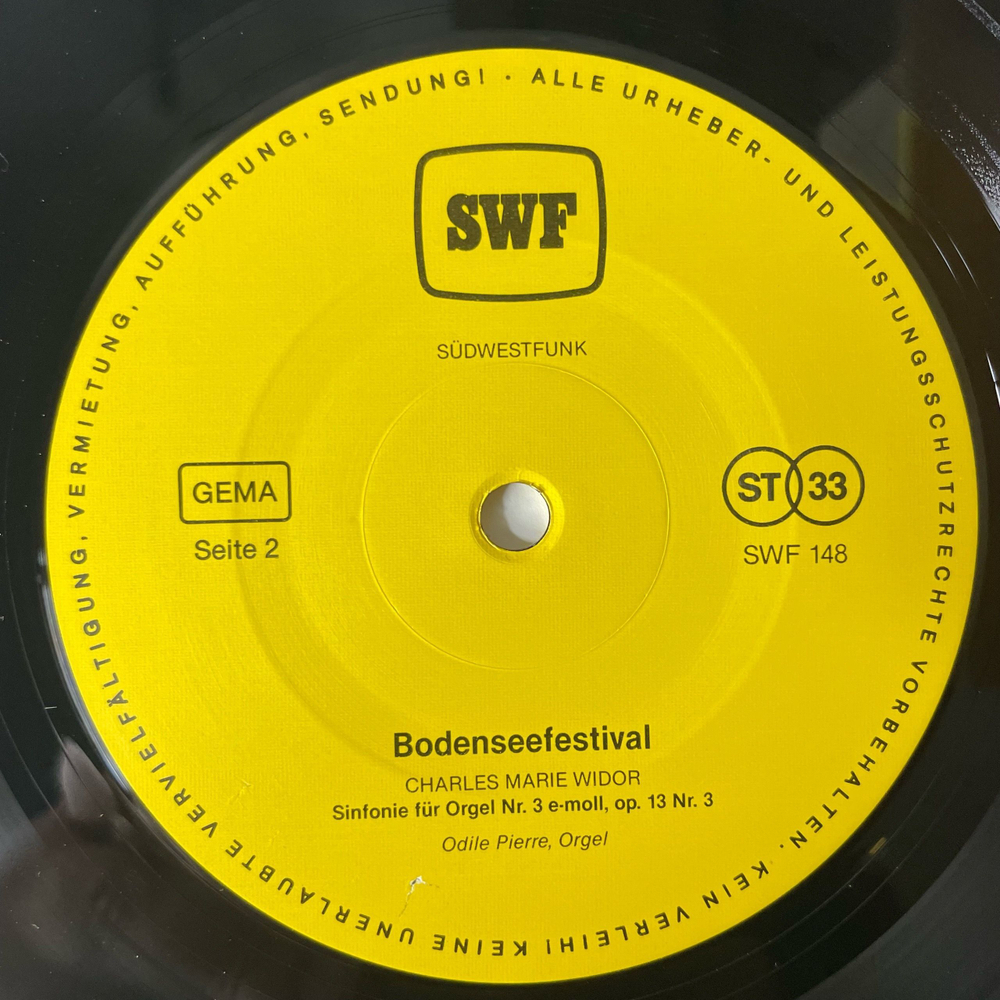 SWF
SÜDWESTFUNK
GEMA
Seite 2
ST 33
SWF 148
Bodenseefestival
CHARLES MARIE WIDOR
Sinfonie für Orgel Nr. 3 e-moll, op. 13 Nr. 3
Odile Pierre, Orgel
ALLE URHEBER- UND LEISTUNGSSCHUTZRECHTE VORBEHALTEN. KEIN VERLEIH! KEINE UNERLAUBTE VERVIELFÄLTIGUNG, VERMIETUNG, AUFFÜHRUNG, SENDUNG! ·